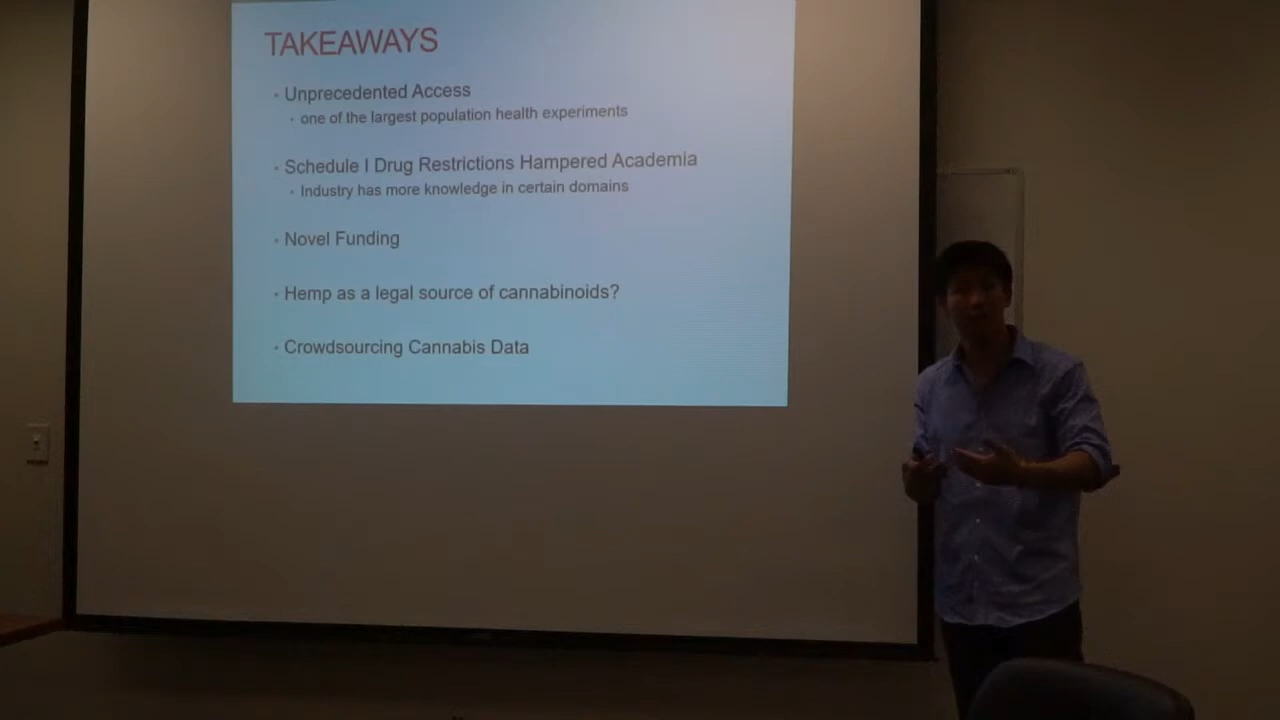 TAKEAWAYS
• Unprecedented Access
• one of the largest population health experiments
• Schedule I Drug Restrictions Hampered Academia
• Industry has more knowledge in certain domains
• Novel Funding
• Hemp as a legal source of cannabinoids?
• Crowdsourcing Cannabis Data